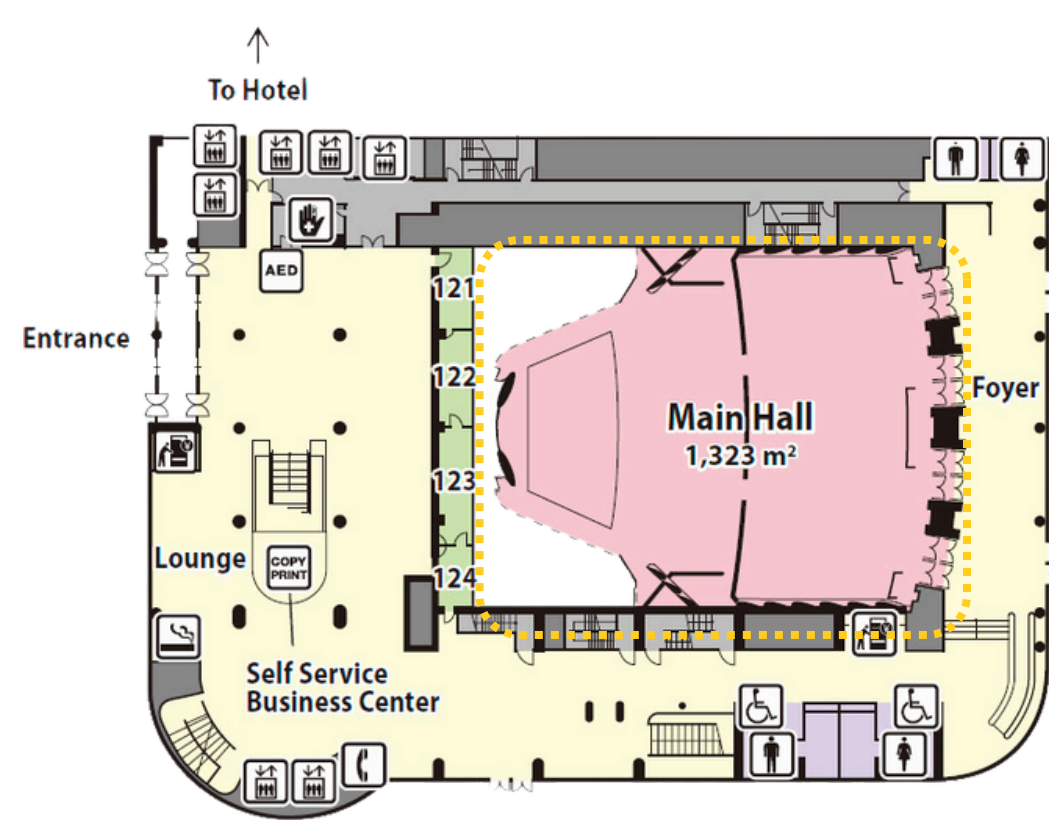 To Hotel
AED
121
Entrance
122
Foyer
Main Hall
1,323 m²
123
Lounge
COPY
PRINT
124
Self Service
Business Center